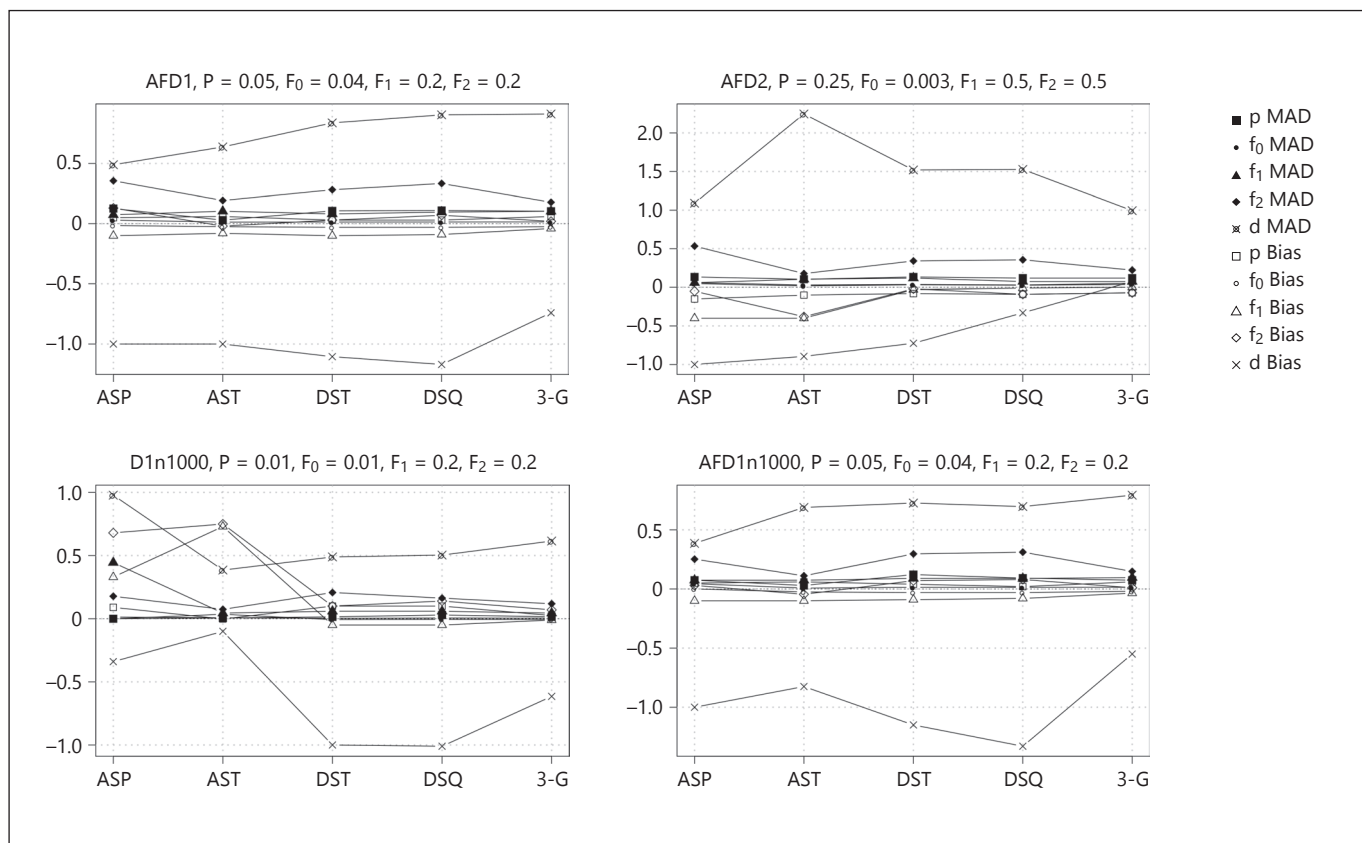 AFD1, P = 0.05, F₀ = 0.04, F₁ = 0.2, F₂ = 0.2
0.5
0
−0.5
−1.0
ASP AST DST DSQ 3-G
AFD2, P = 0.25, F₀ = 0.003, F₁ = 0.5, F₂ = 0.5
2.0
1.5
1.0
0.5
0
−0.5
−1.0
ASP AST DST DSQ 3-G
p MAD
f₀ MAD
f₁ MAD
f₂ MAD
d MAD
p Bias
f₀ Bias
f₁ Bias
f₂ Bias
d Bias
D1n1000, P = 0.01, F₀ = 0.01, F₁ = 0.2, F₂ = 0.2
1.0
0.5
0
−0.5
−1.0
ASP AST DST DSQ 3-G
AFD1n1000, P = 0.05, F₀ = 0.04, F₁ = 0.2, F₂ = 0.2
0.5
0
−0.5
−1.0
ASP AST DST DSQ 3-G